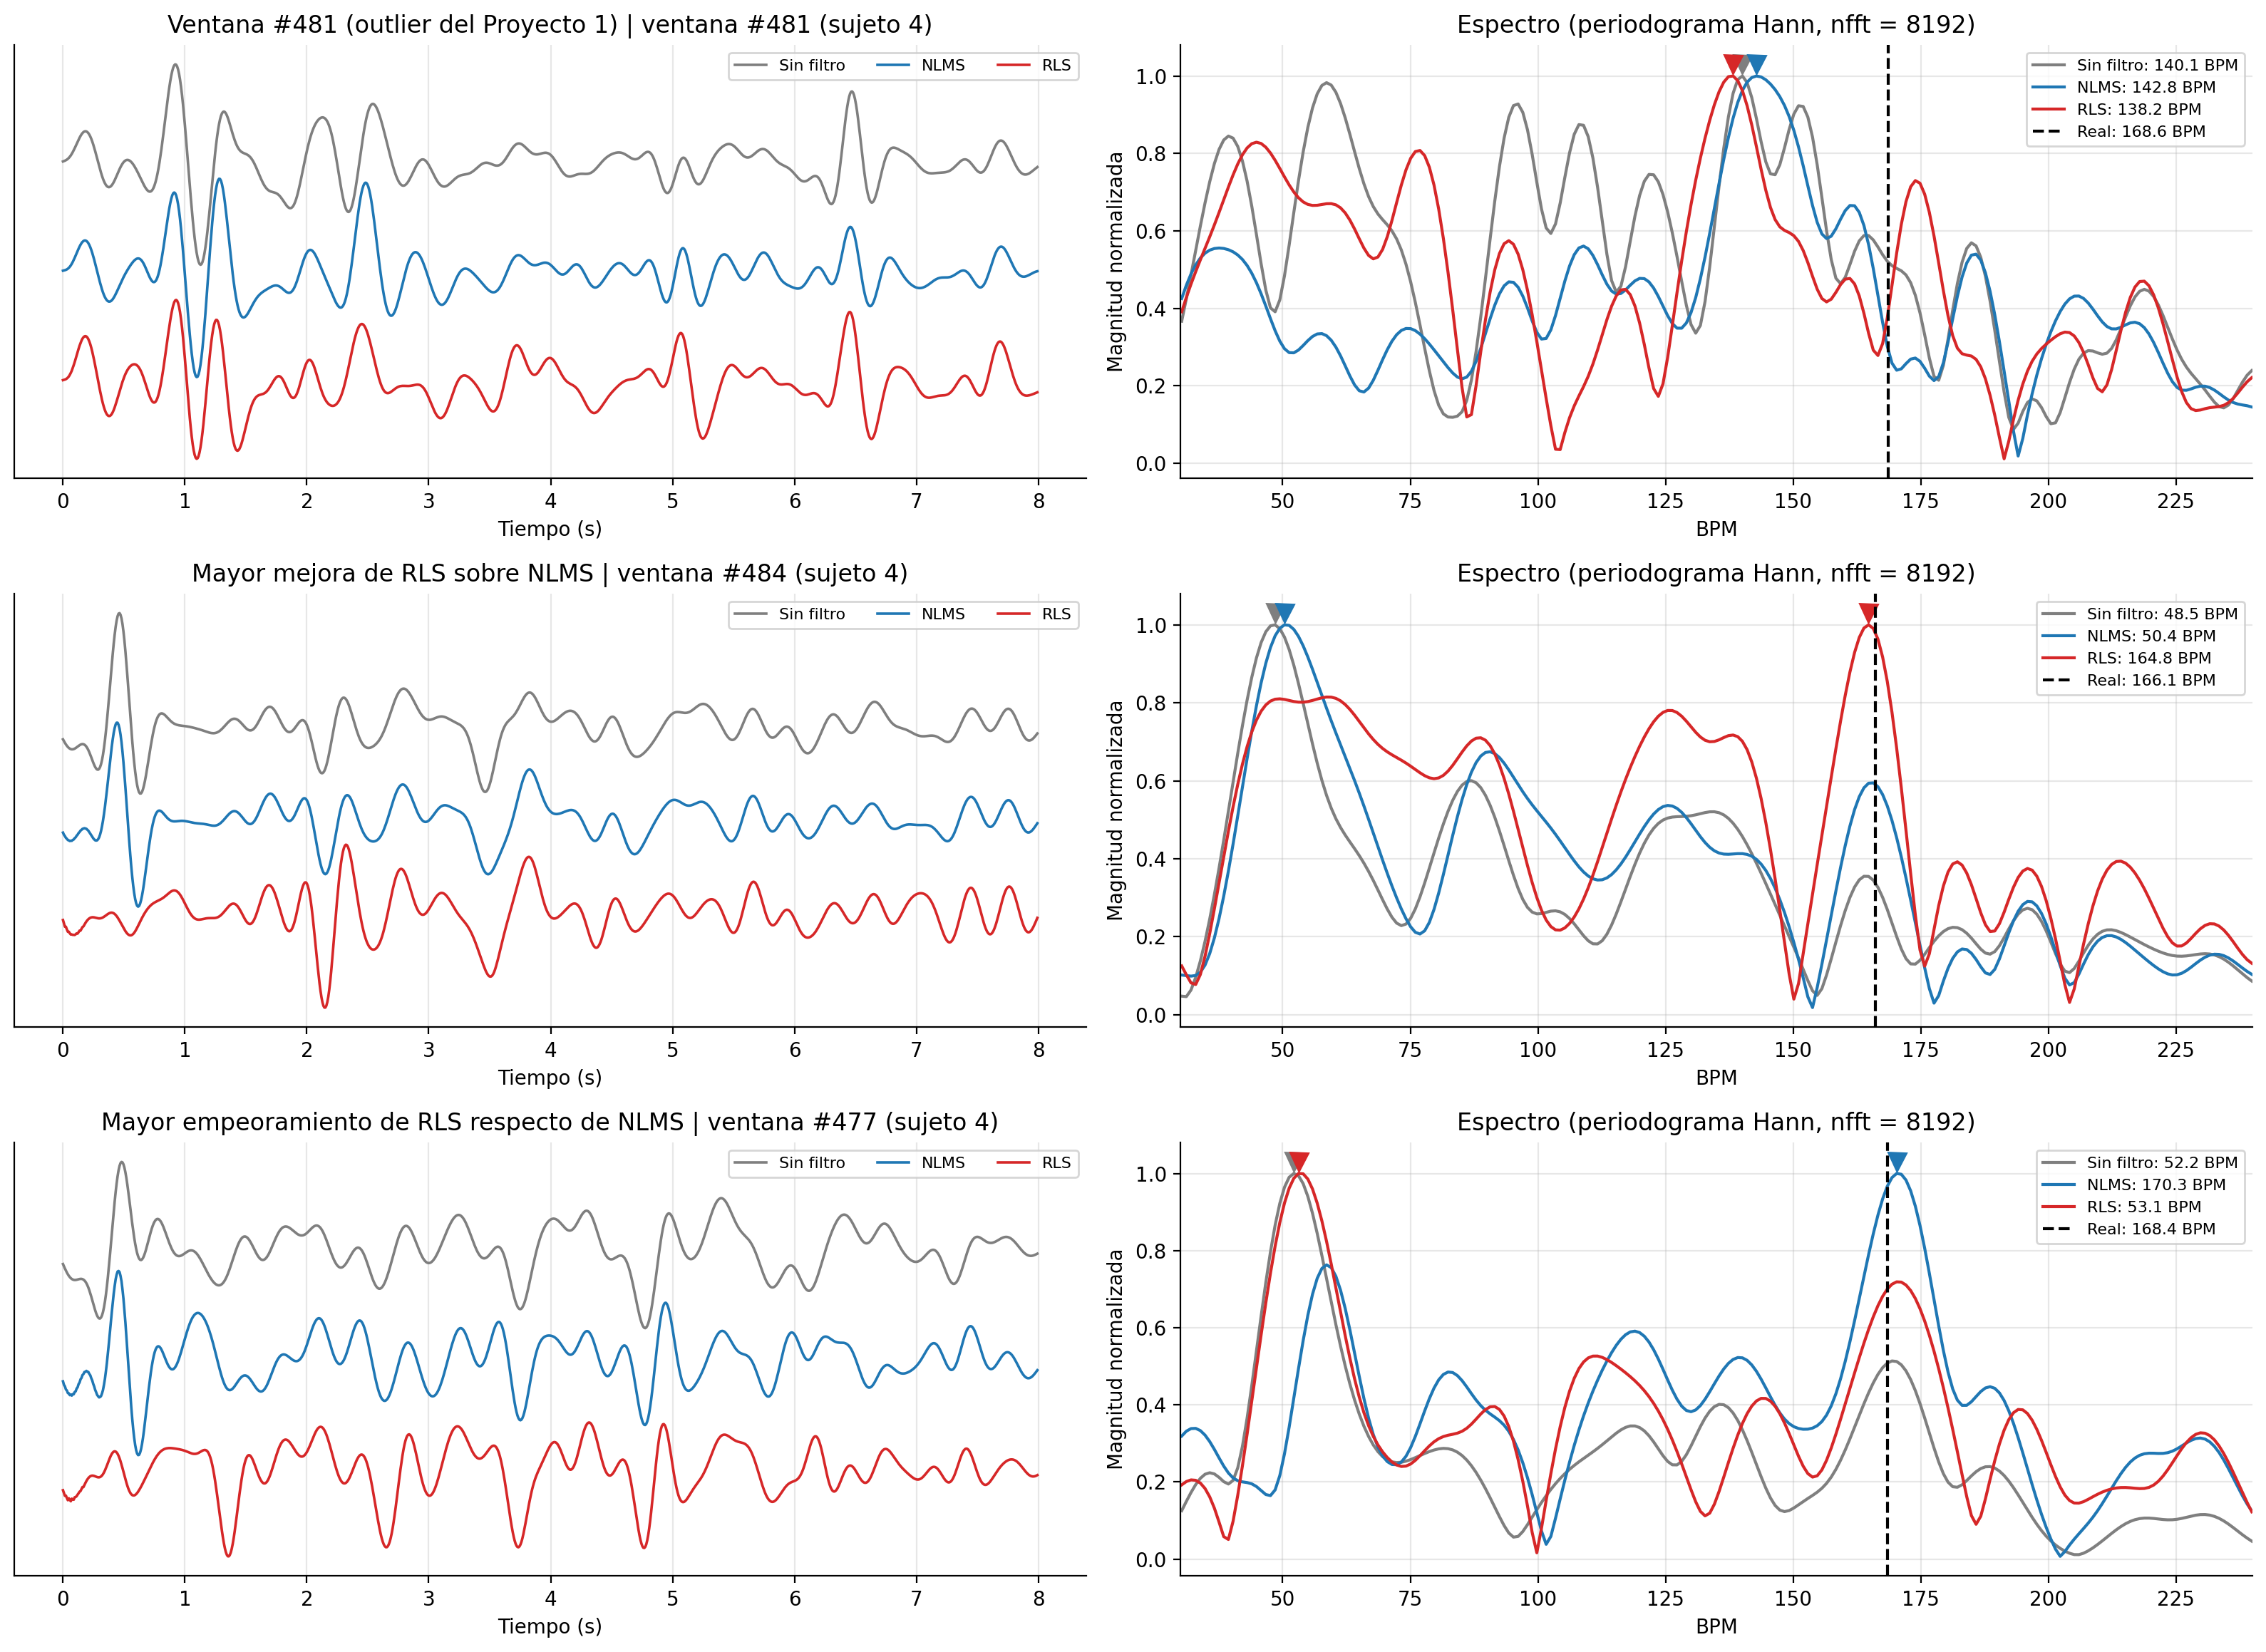 Ventana #481 (outlier del Proyecto 1) | ventana #481 (sujeto 4)
Sin filtro NLMS RLS
0 1 2 3 4 5 6 7 8
Tiempo (s)
Espectro (periodograma Hann, nfft = 8192)
Sin filtro: 140.1 BPM
NLMS: 142.8 BPM
RLS: 138.2 BPM
Real: 168.6 BPM
Magnitud normalizada
1.0
0.8
0.6
0.4
0.2
0.0
50 75 100 125 150 175 200 225
BPM
Mayor mejora de RLS sobre NLMS | ventana #484 (sujeto 4)
Sin filtro NLMS RLS
0 1 2 3 4 5 6 7 8
Tiempo (s)
Espectro (periodograma Hann, nfft = 8192)
Sin filtro: 48.5 BPM
NLMS: 50.4 BPM
RLS: 164.8 BPM
Real: 166.1 BPM
Magnitud normalizada
1.0
0.8
0.6
0.4
0.2
0.0
50 75 100 125 150 175 200 225
BPM
Mayor empeoramiento de RLS respecto de NLMS | ventana #477 (sujeto 4)
Sin filtro NLMS RLS
0 1 2 3 4 5 6 7 8
Tiempo (s)
Espectro (periodograma Hann, nfft = 8192)
Sin filtro: 52.2 BPM
NLMS: 170.3 BPM
RLS: 53.1 BPM
Real: 168.4 BPM
Magnitud normalizada
1.0
0.8
0.6
0.4
0.2
0.0
50 75 100 125 150 175 200 225
BPM